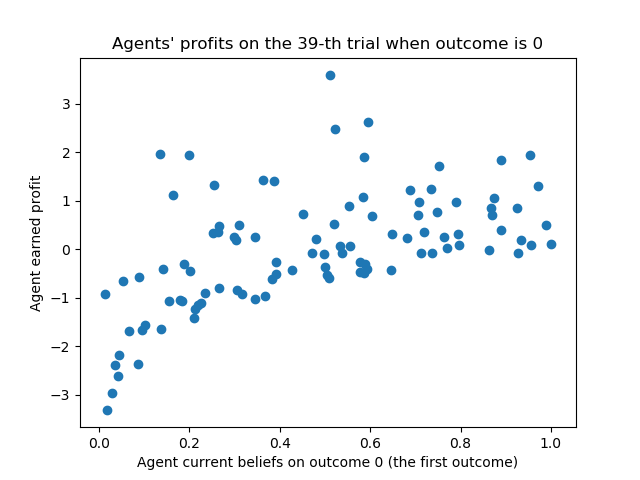 Agents' profits on the 39-th trial when outcome is 0
Agent earned profit
3
2
1
0
−1
−2
−3
0.0 0.2 0.4 0.6 0.8 1.0
Agent current beliefs on outcome 0 (the first outcome)